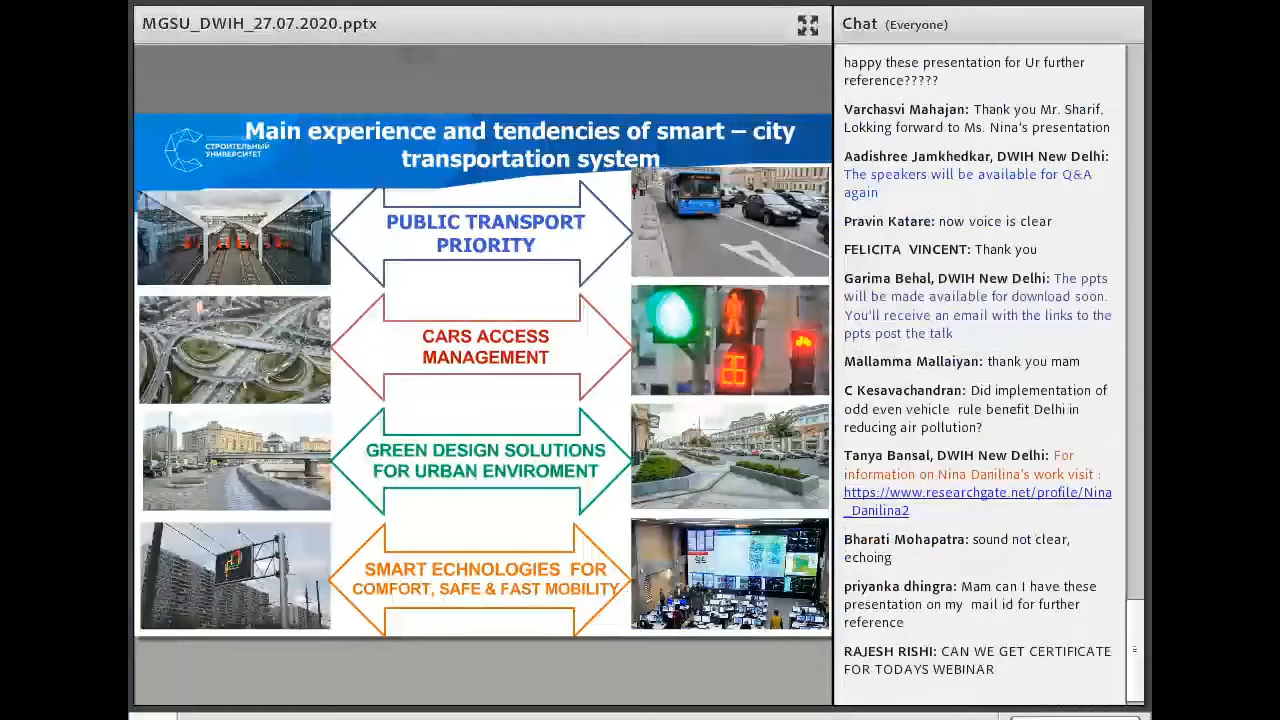 MGSU_DWIH_27.07.2020.pptx
Main experience and tendencies of smart – city
transportation system
СТРОИТЕЛЬНЫЙ
УНИВЕРСИТЕТ
PUBLIC TRANSPORT
PRIORITY
CARS ACCESS
MANAGEMENT
GREEN DESIGN SOLUTIONS
FOR URBAN ENVIROMENT
SMART ECHNOLOGIES FOR
COMFORT, SAFE & FAST MOBILITY
Chat (Everyone)
happy these presentation for Ur further
reference?????
Varchasvi Mahajan: Thank you Mr. Sharif.
Lokking forward to Ms. Nina's presentation
Aadishree Jamkhedkar, DWIH New Delhi:
The speakers will be available for Q&A
again
Pravin Katare: now voice is clear
FELICITA VINCENT: Thank you
Garima Behal, DWIH New Delhi: The ppts
will be made available for download soon.
You'll receive an email with the links to the
ppts post the talk
Mallamma Mallaiyan: thank you mam
C Kesavachandran: Did implementation of
odd even vehicle rule benefit Delhi in
reducing air pollution?
Tanya Bansal, DWIH New Delhi: For
information on Nina Danilina's work visit :
https://www.researchgate.net/profile/Nina
_Danilina2
Bharati Mohapatra: sound not clear,
echoing
priyanka dhingra: Mam can I have these
presentation on my mail id for further
reference
RAJESH RISHI: CAN WE GET CERTIFICATE
FOR TODAYS WEBINAR